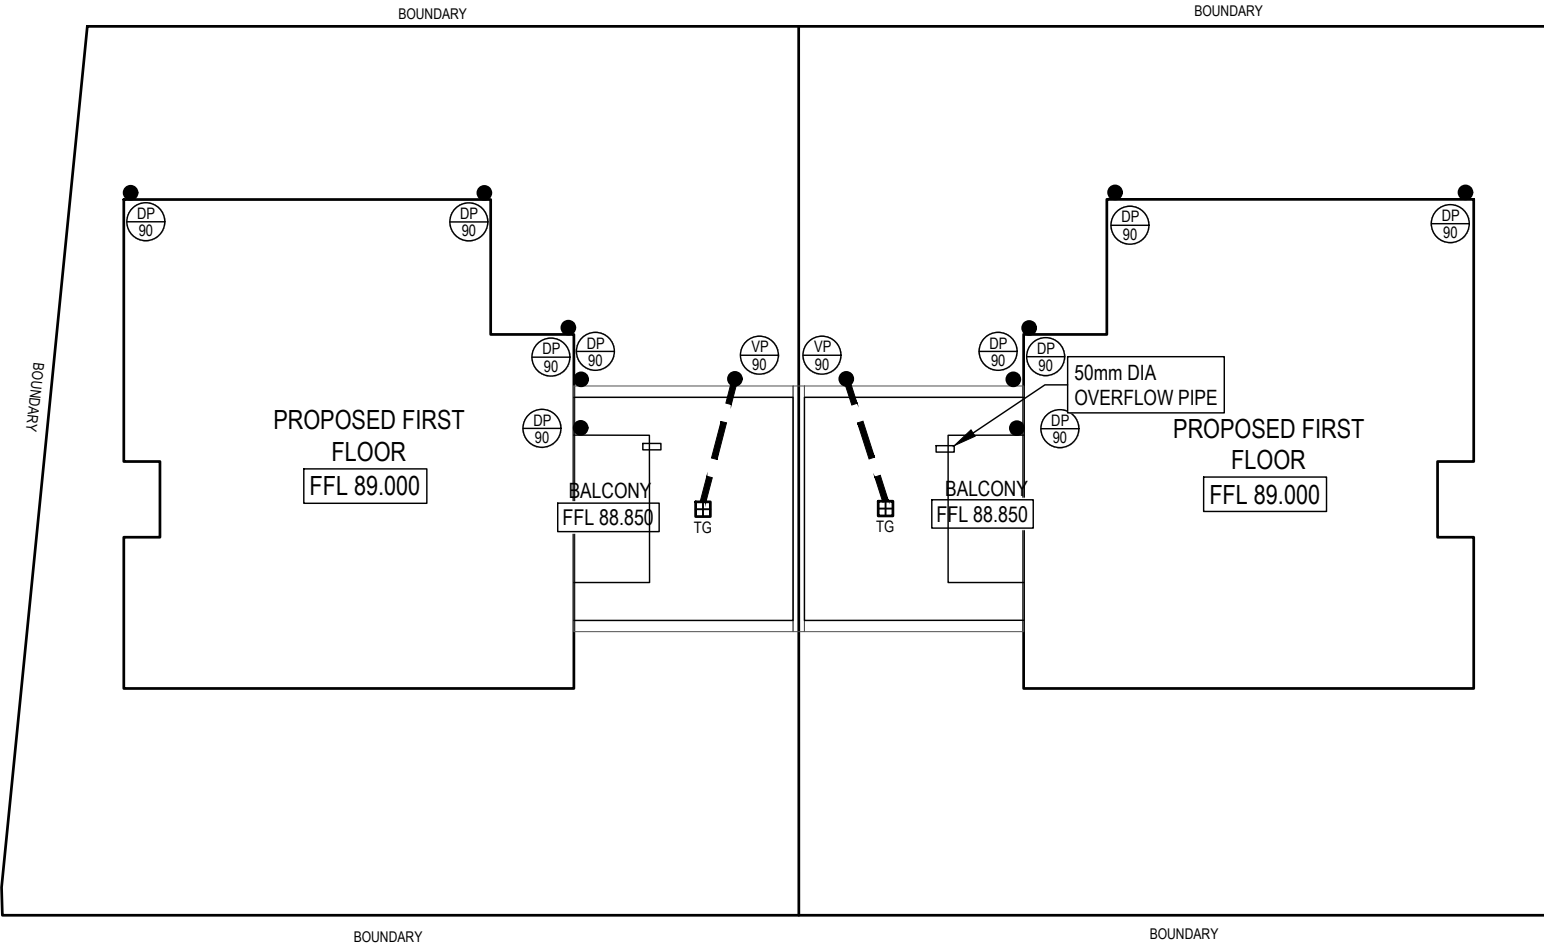 BOUNDARY
BOUNDARY
DP
90
DP
90
DP
90
DP
90
DP
90
DP
90
VP
90
VP
90
DP
90
DP
90
50mm DIA
OVERFLOW PIPE
BOUNDARY
DP
90
DP
90
PROPOSED FIRST
FLOOR
FFL 89.000
PROPOSED FIRST
FLOOR
FFL 89.000
BALCONY
FFL 88.850
TG
BALCONY
FFL 88.850
TG
BOUNDARY
BOUNDARY